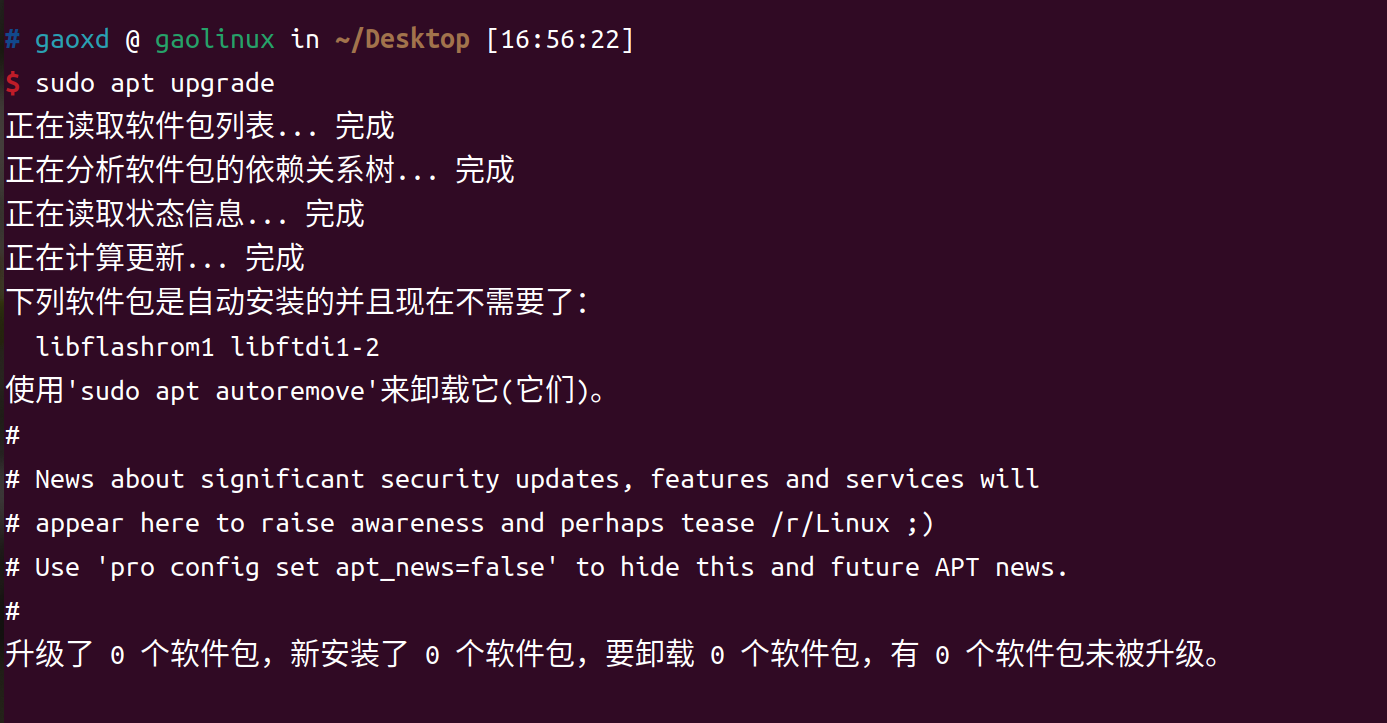 # gaoxd @ gaolinux in ~/Desktop [16:56:22]
$ sudo apt upgrade
正在读取软件包列表... 完成
正在分析软件包的依赖关系树... 完成
正在读取状态信息... 完成
正在计算更新... 完成
下列软件包是自动安装的并且现在不需要了：
  libflashrom1 libftdi1-2
使用'sudo apt autoremove'来卸载它(它们)。
#
# News about significant security updates, features and services will
# appear here to raise awareness and perhaps tease /r/Linux ;)
# Use 'pro config set apt_news=false' to hide this and future APT news.
#
升级了 0 个软件包，新安装了 0 个软件包，要卸载 0 个软件包，有 0 个软件包未被升级。